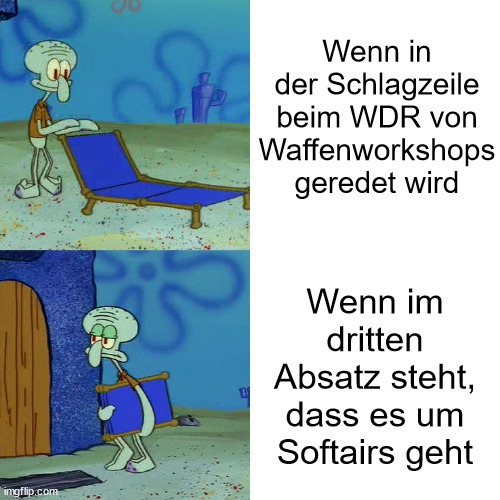 Wenn in
der Schlagzeile
beim WDR von
Waffenworkshops
geredet wird
Wenn im
dritten
Absatz steht,
dass es um
Softairs geht
imgflip.com